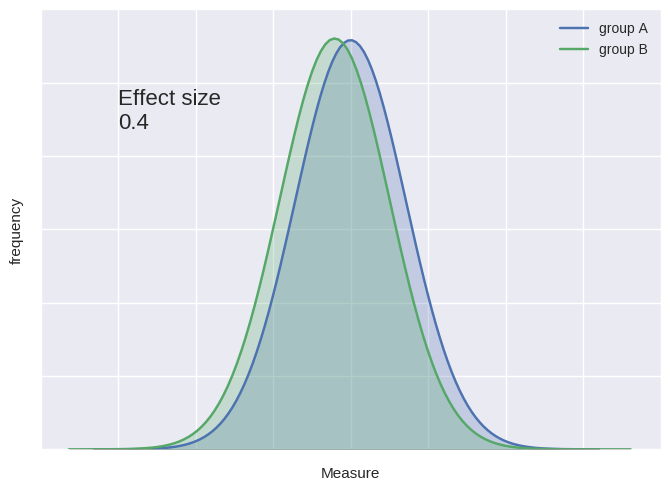 group A
group B
Effect size
0.4
frequency
Measure